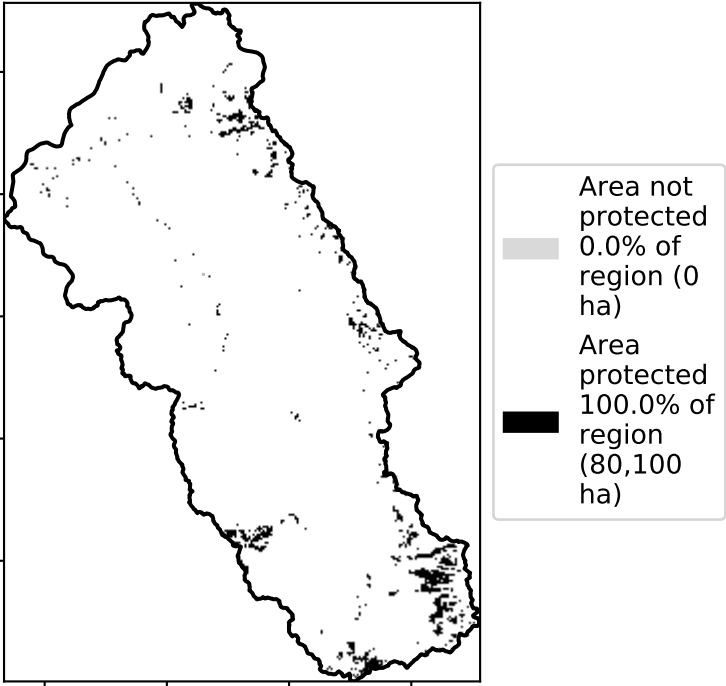 Area not
protected
0.0% of
region (0
ha)
Area
protected
100.0% of
region
(80,100
ha)